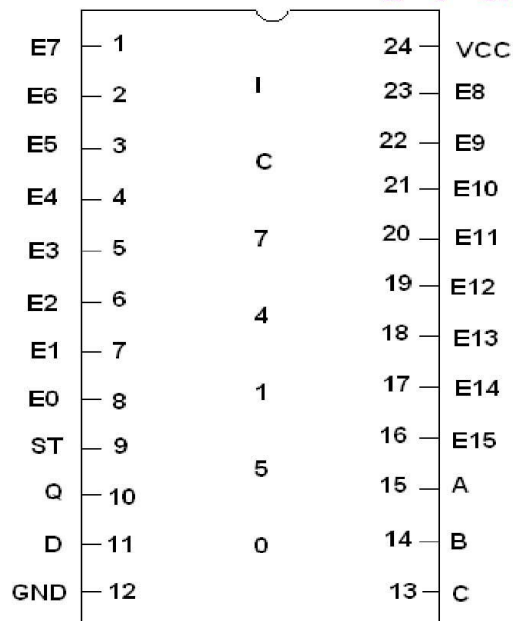 E7 1 24 VCC
E6 2 I 23 E8
E5 3 C 22 E9
E4 4 21 E10
E3 5 7 20 E11
E2 6 4 19 E12
E1 7 18 E13
E0 8 1 17 E14
ST 9 5 16 E15
Q 10 15 A
D 11 0 14 B
GND 12 13 C